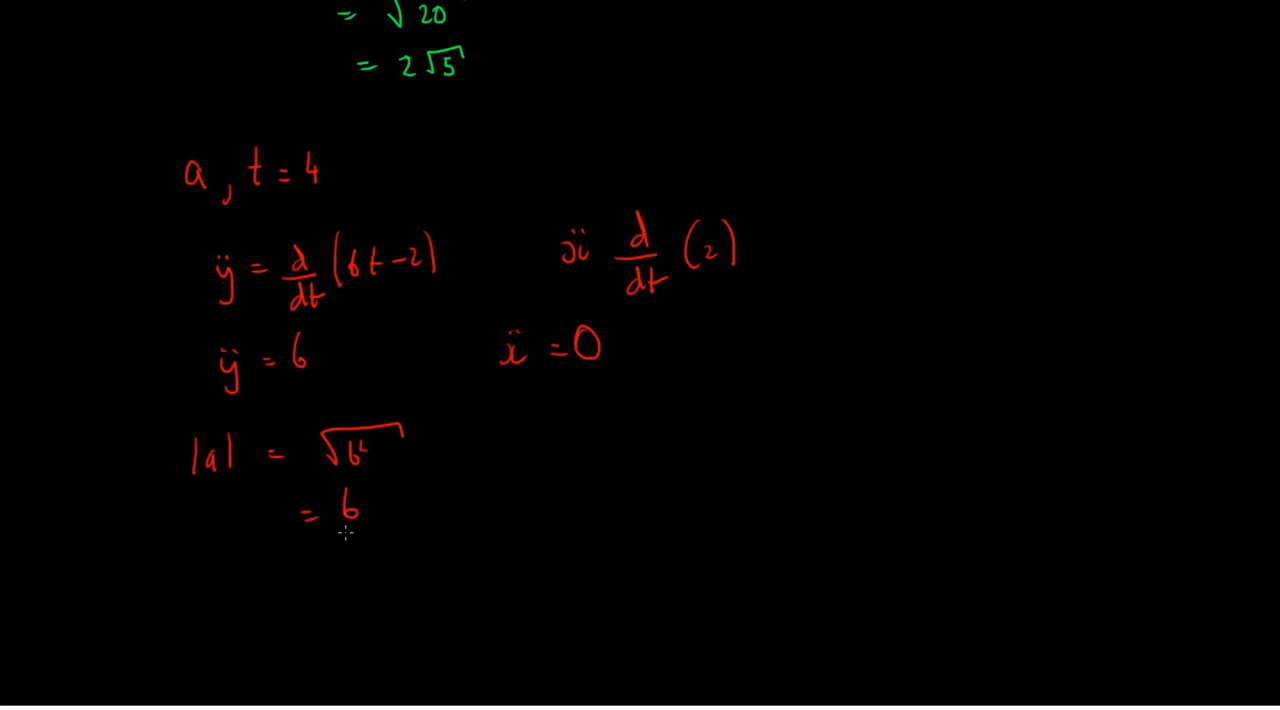 = √20
= 2√5
a, t = 4
ÿ = d/dt (6t - 2) ẍ d/dt (2)
ÿ = 6 ẍ = 0
|a| = √6²
= 6